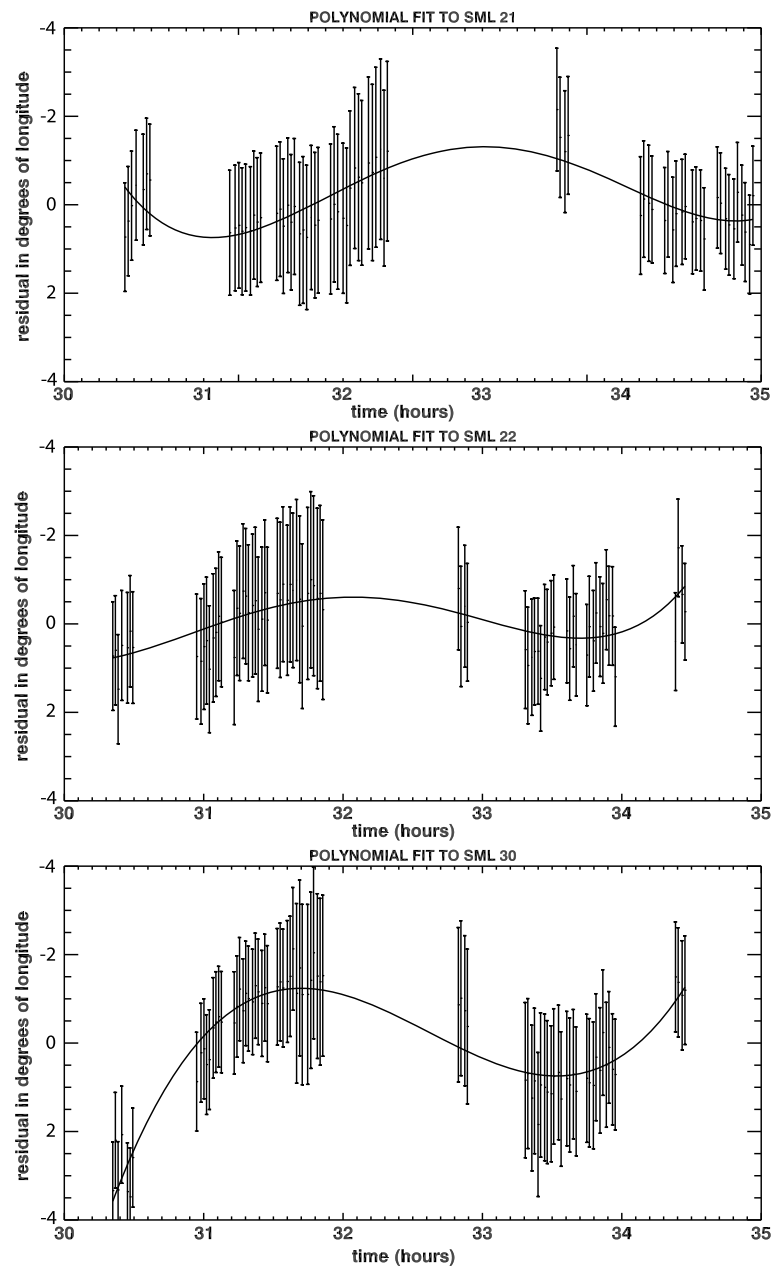 POLYNOMIAL FIT TO SML 21
-4
-2
0
2
-4
residual in degrees of longitude
30 31 32 33 34 35
time (hours)
POLYNOMIAL FIT TO SML 22
-4
-2
0
2
-4
residual in degrees of longitude
30 31 32 33 34 35
time (hours)
POLYNOMIAL FIT TO SML 30
-4
-2
0
2
-4
residual in degrees of longitude
30 31 32 33 34 35
time (hours)